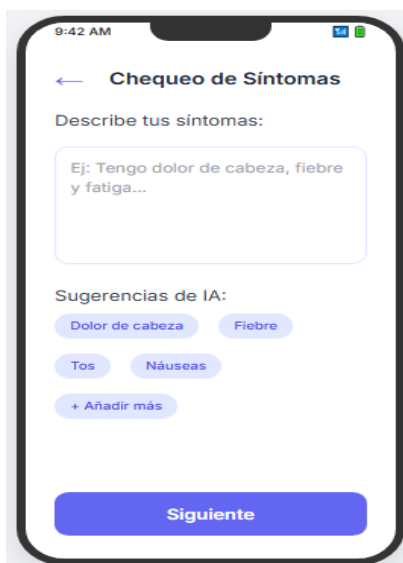 9:42 AM
← Chequeo de Síntomas
Describe tus síntomas:
Ej: Tengo dolor de cabeza, fiebre
y fatiga...
Sugerencias de IA:
Dolor de cabeza Fiebre
Tos Náuseas
+ Añadir más
Siguiente